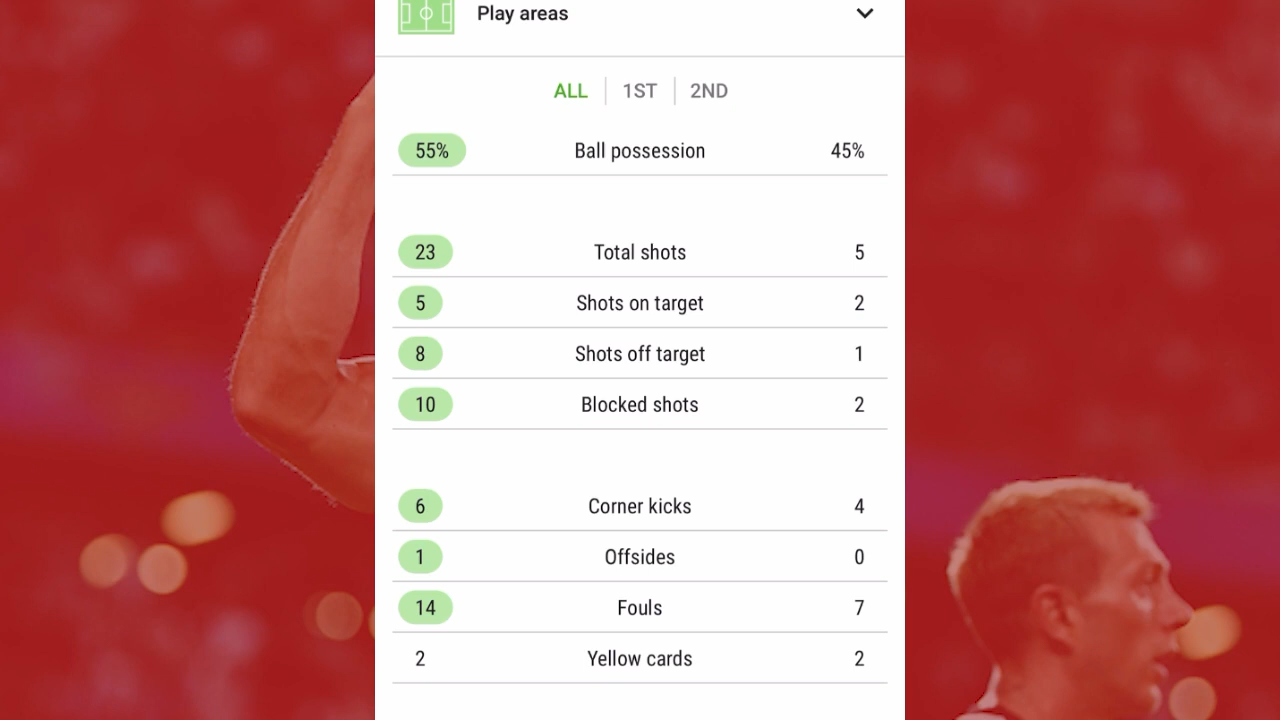 Play areas
ALL 1ST 2ND
55% Ball possession 45%
23 Total shots 5
5 Shots on target 2
8 Shots off target 1
10 Blocked shots 2
6 Corner kicks 4
1 Offsides 0
14 Fouls 7
2 Yellow cards 2